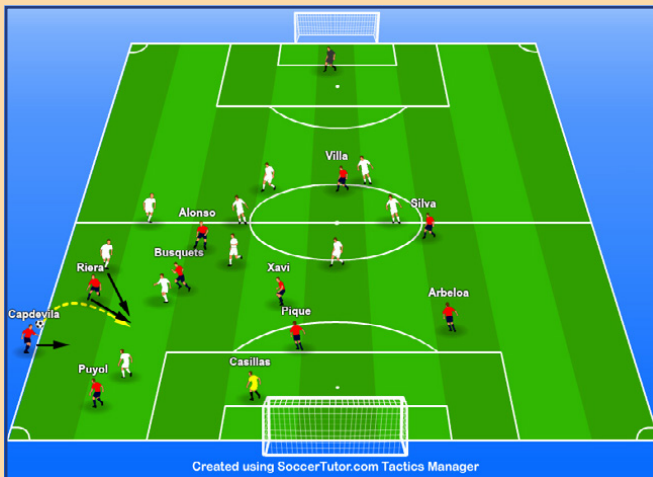 Villa
Silva
Alonso
Busquets
Riera
Xavi
Arbeloa
Capdevila
Pique
Casillas
Puyol
Created using SoccerTutor.com Tactics Manager